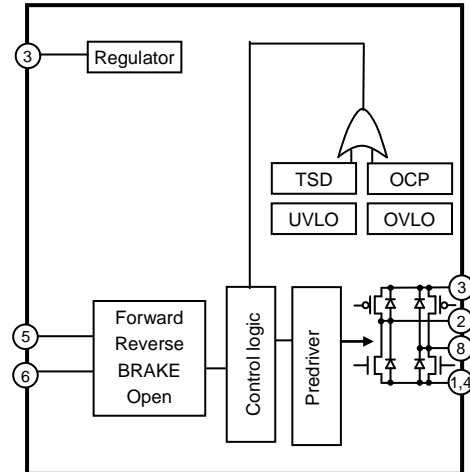 3
Regulator
TSD
OCP
UVLO
OVLO
3
2
8
1,4
5
6
Forward
Reverse
BRAKE
Open
Control logic
Predriver